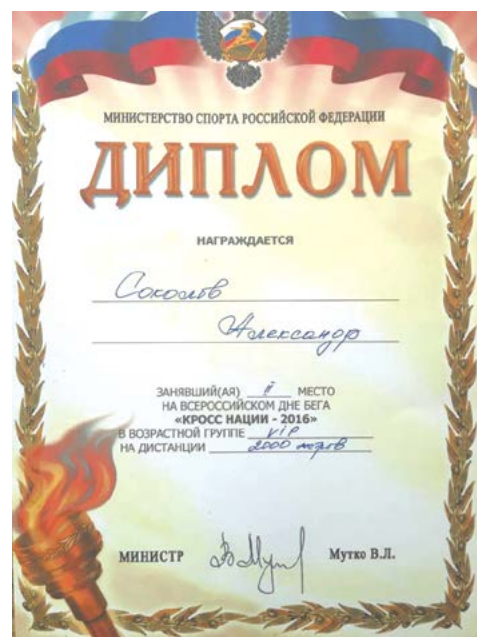 МИНИСТЕРСТВО СПОРТА РОССИЙСКОЙ ФЕДЕРАЦИИ
ДИПЛОМ
НАГРАЖДАЕТСЯ
Соколов
Александр
ЗАНЯВШИЙ(АЯ) II МЕСТО
НА ВСЕРОССИЙСКОМ ДНЕ БЕГА
«КРОСС НАЦИИ - 2016»
В ВОЗРАСТНОЙ ГРУППЕ VIP
НА ДИСТАНЦИИ 2000 метров
МИНИСТР Мутко В.Л.